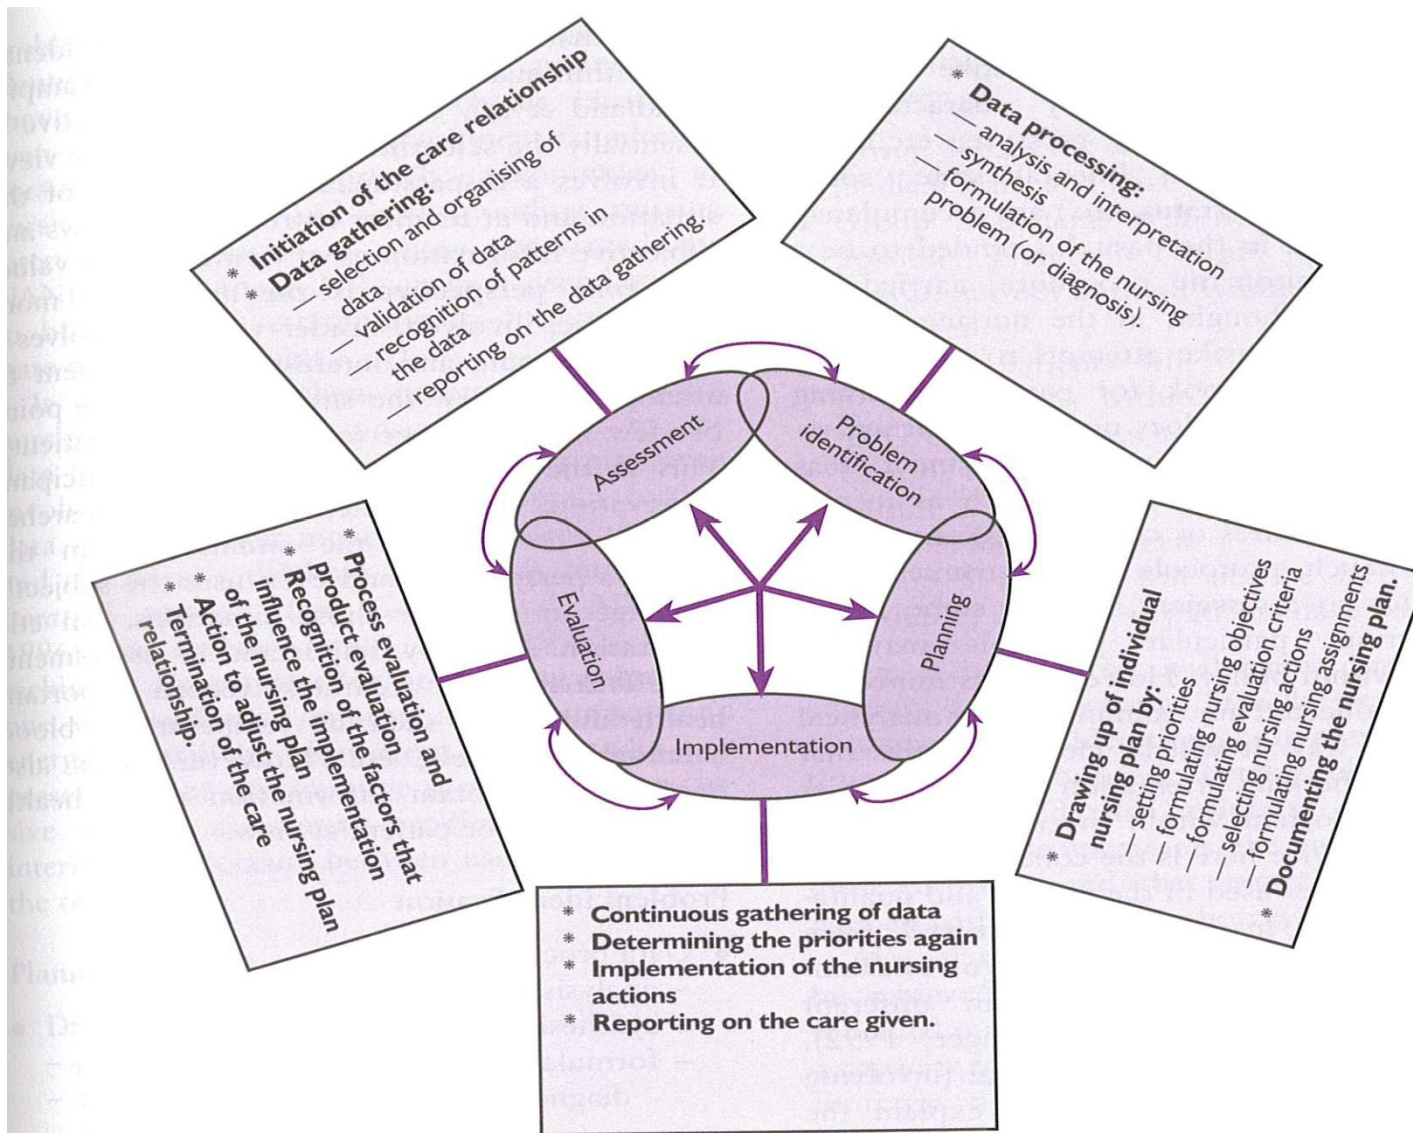 * Initiation of the care relationship
* Data gathering:
— selection and organising of
data
— validation of data
— recognition of patterns in
the data
— reporting on the data gathering.
* Data processing:
— analysis and interpretation
— synthesis
— formulation of the nursing
problem (or diagnosis).
Assessment
Problem
identification
Evaluation
Planning
Implementation
* Process evaluation and
product evaluation
* Recognition of the factors that
influence the implementation
of the nursing plan
* Action to adjust the nursing plan
* Termination of the care
relationship.
* Drawing up of individual
nursing plan by:
— setting priorities
— formulating nursing objectives
— formulating evaluation criteria
— selecting nursing actions
— formulating nursing assignments
* Documenting the nursing plan.
* Continuous gathering of data
* Determining the priorities again
* Implementation of the nursing
actions
* Reporting on the care given.